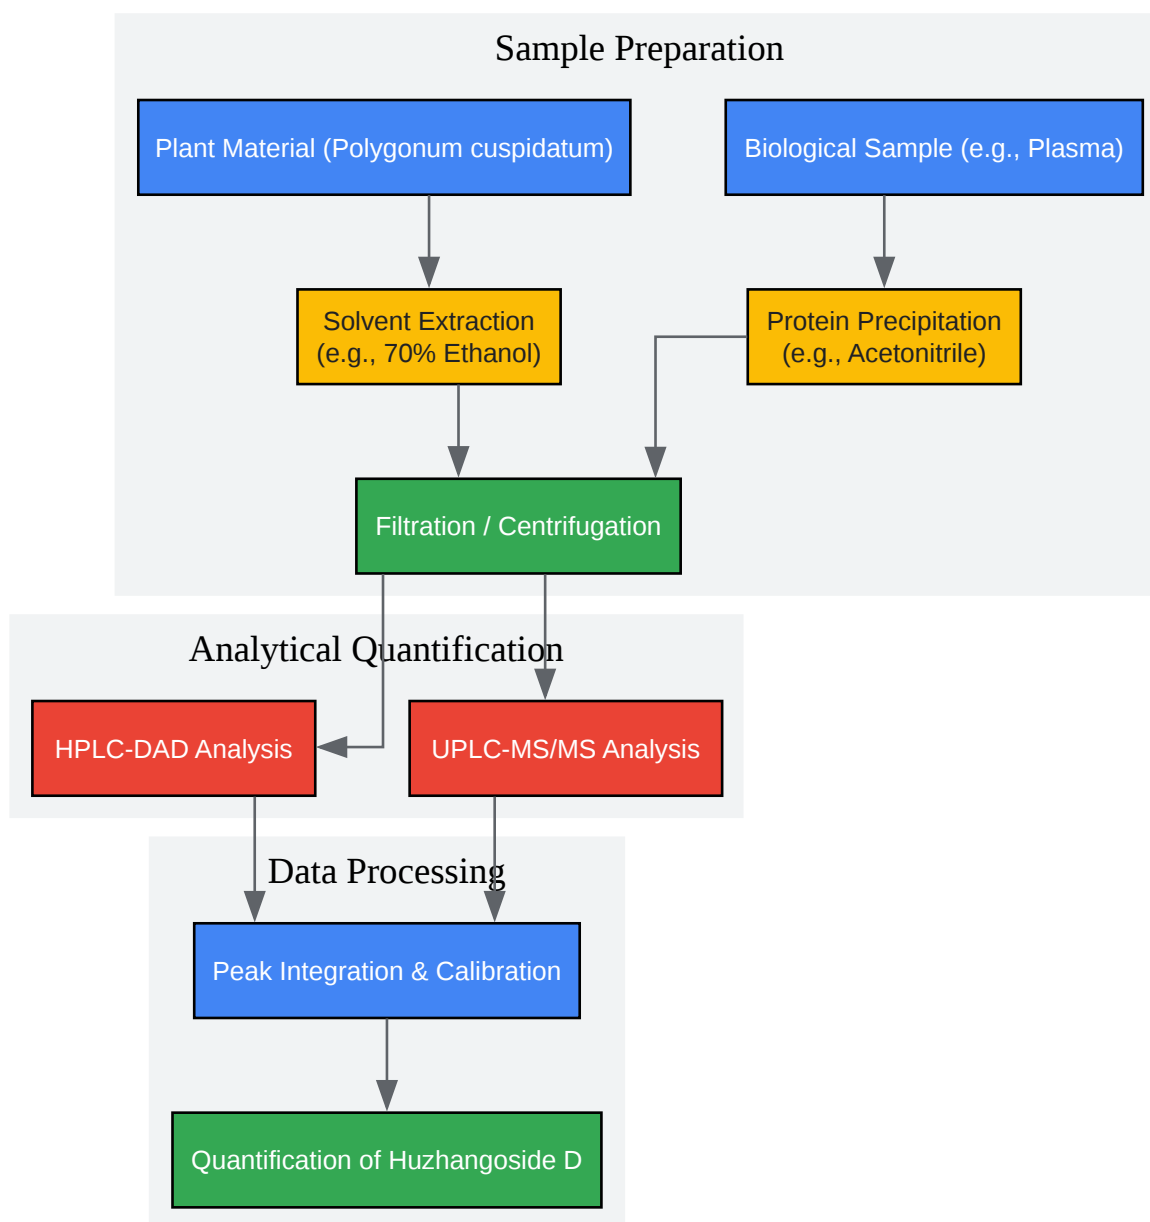 Sample Preparation
Plant Material (Polygonum cuspidatum)
Biological Sample (e.g., Plasma)
Solvent Extraction
(e.g., 70% Ethanol)
Protein Precipitation
(e.g., Acetonitrile)
Filtration / Centrifugation
Analytical Quantification
HPLC-DAD Analysis
UPLC-MS/MS Analysis
Data Processing
Peak Integration & Calibration
Quantification of Huzhangoside D